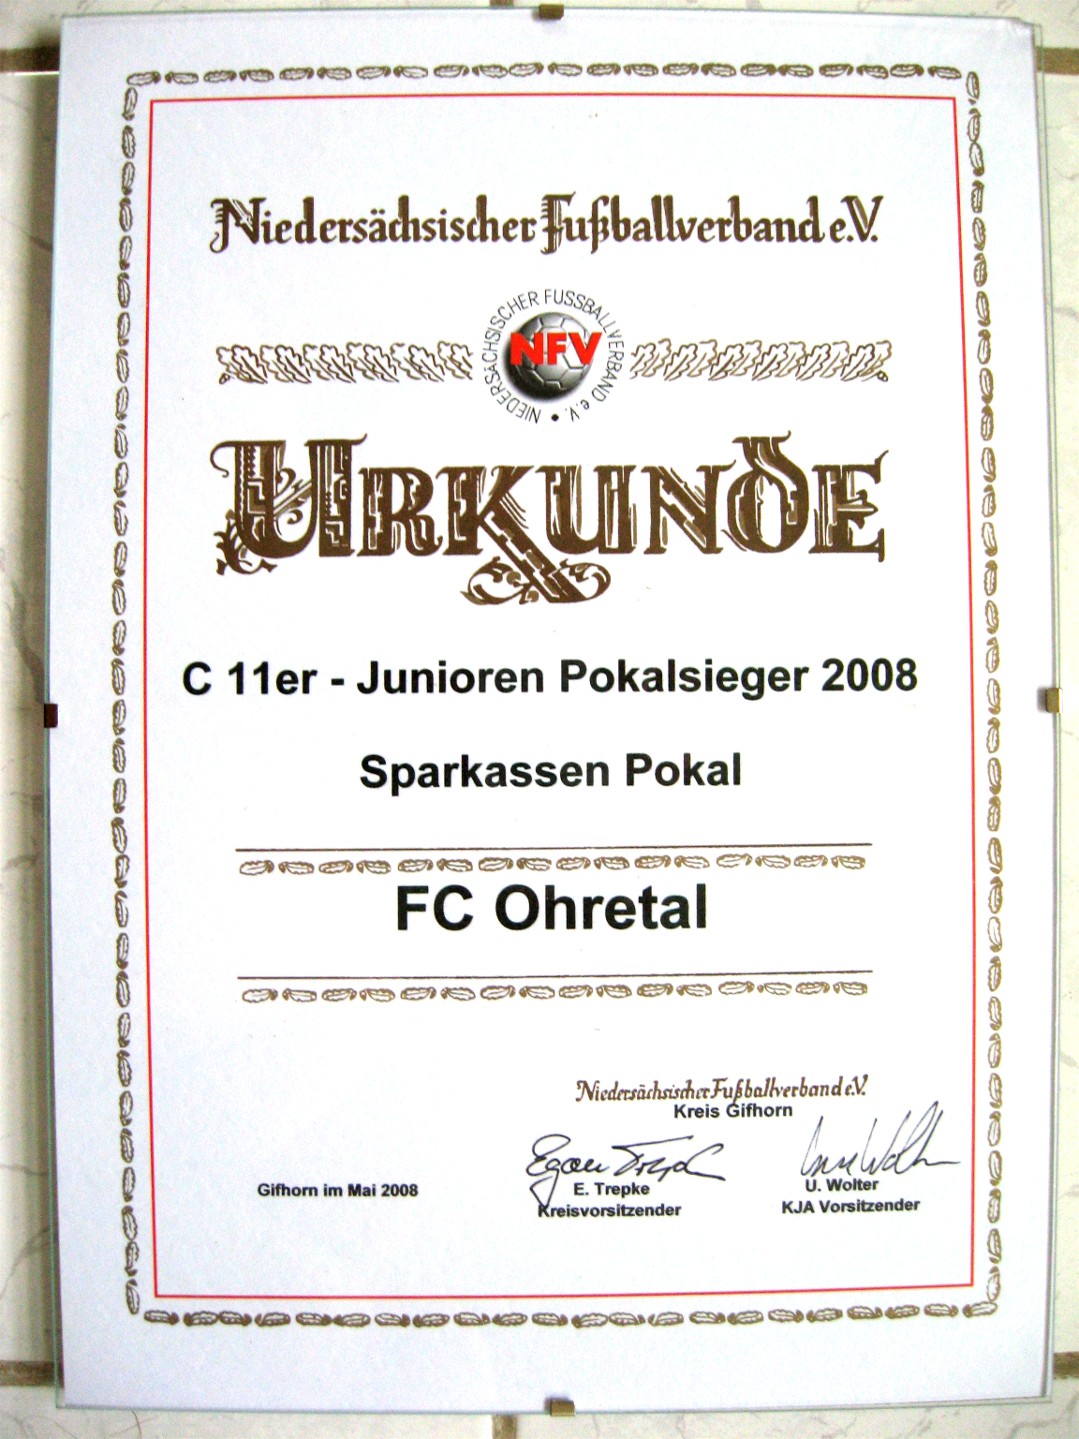 Niedersächsischer Fußballverband e.V.
NIEDERSÄCHSISCHER FUSSBALLVERBAND e.V. •
NFV
URKUNDE
C 11er - Junioren Pokalsieger 2008
Sparkassen Pokal
FC Ohretal
Niedersächsischer Fußballverband e.V.
Kreis Gifhorn
Gifhorn im Mai 2008
E. Trepke
Kreisvorsitzender
U. Wolter
KJA Vorsitzender